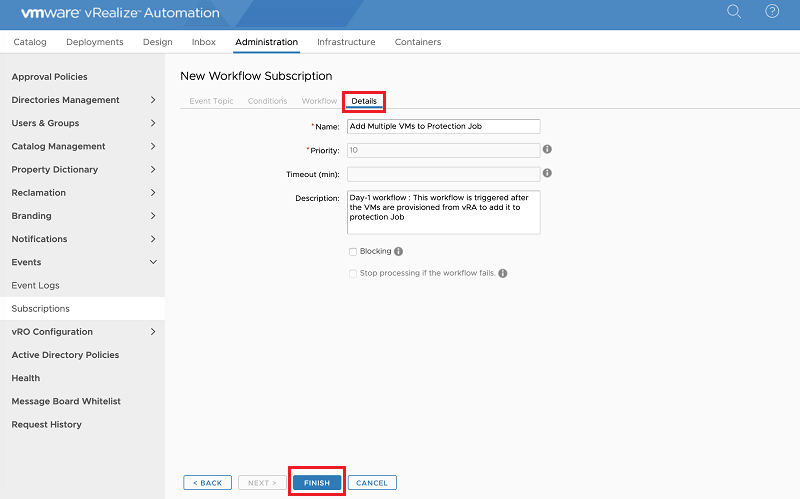 vmware® vRealize™ Automation
Catalog Deployments Design Inbox Administration Infrastructure Containers
Approval Policies
Directories Management
Users & Groups
Catalog Management
Property Dictionary
Reclamation
Branding
Notifications
Events
Event Logs
Subscriptions
vRO Configuration
Active Directory Policies
Health
Message Board Whitelist
Request History
New Workflow Subscription
Event Topic Conditions Workflow Details
*Name: Add Multiple VMs to Protection Job
*Priority: 10
Timeout (min):
Description: Day-1 workflow : This workflow is triggered after
the VMs are provisioned from vRA to add it to
protection Job
Blocking
Stop processing if the workflow fails.
< BACK NEXT > FINISH CANCEL